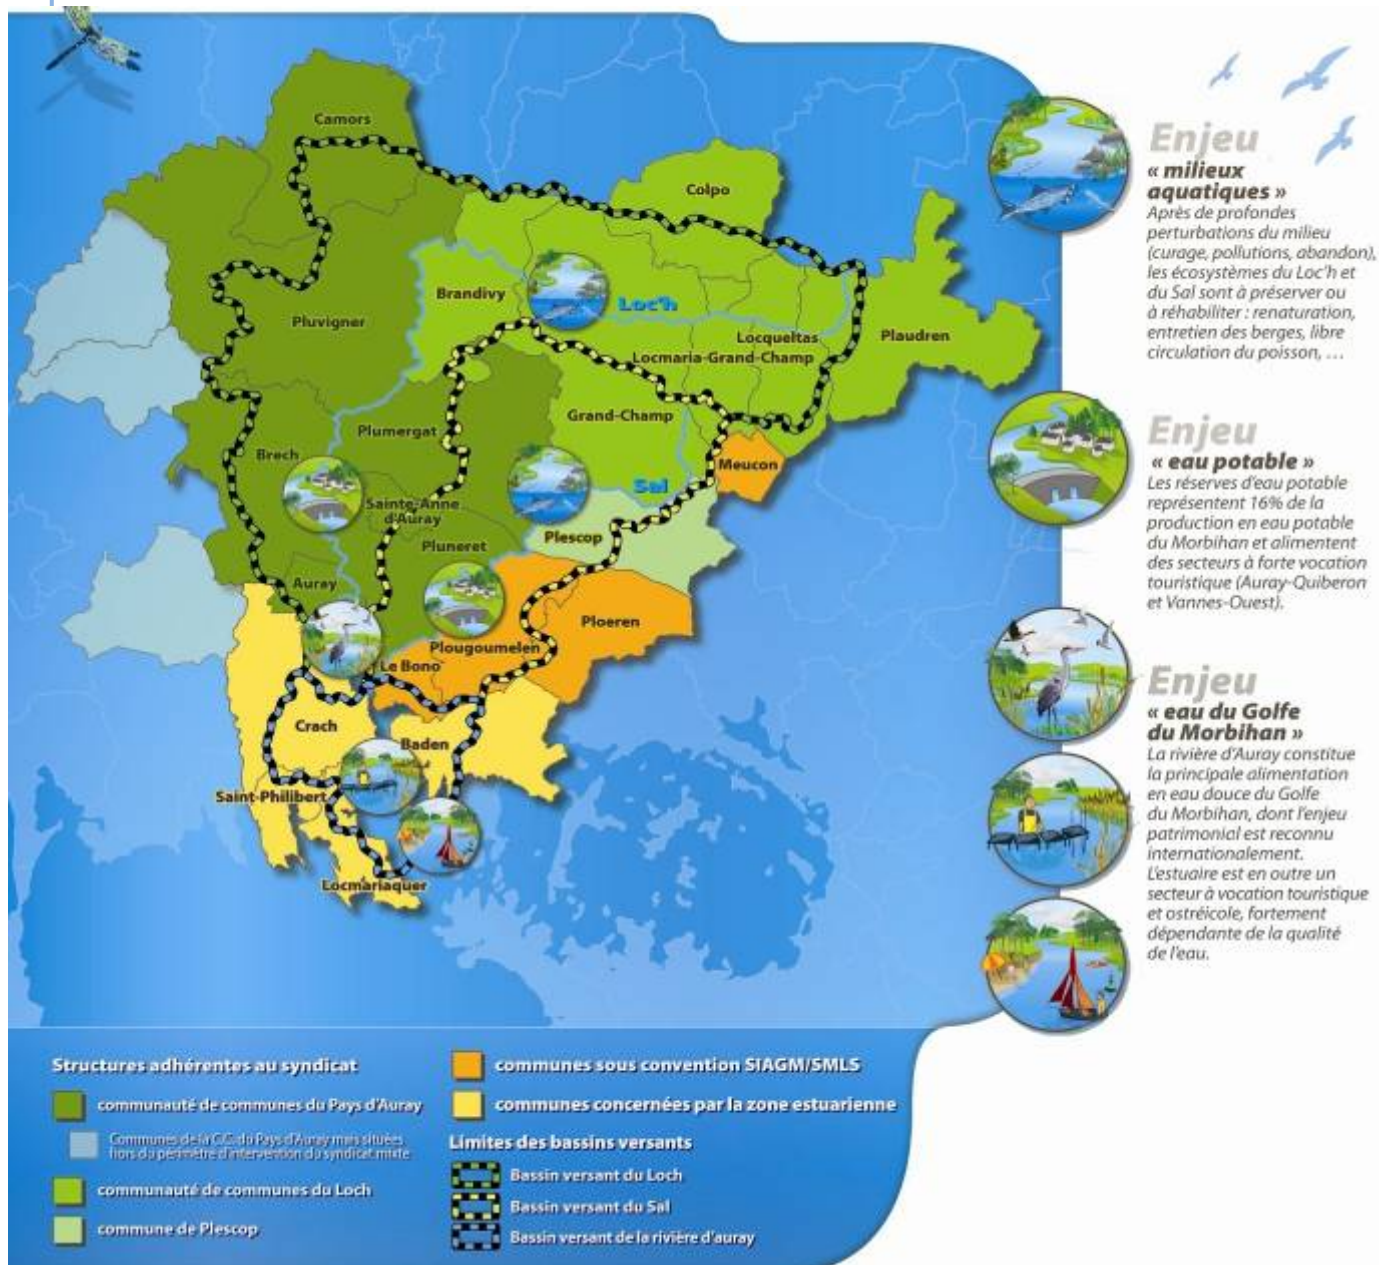 Camors
Colpo
Brandivy
Loc'h
Pluvigner
Locqueltas
Plaudren
Locmaria-Grand-Champ
Grand-Champ
Plumergat
Brech
Meucon
Sal
Sainte-Anne
d'Auray
Plescop
Pluneret
Auray
Ploeren
Plougoumelen
Le Bono
Crach
Baden
Saint-Philibert
Locmariaquer
Enjeu
« milieux
aquatiques »
Après de profondes
perturbations du milieu
(curage, pollutions, abandon),
les écosystèmes du Loc'h et
du Sal sont à préserver ou
à réhabiliter : renaturation,
entretien des berges, libre
circulation du poisson, ...
Enjeu
« eau potable »
Les réserves d'eau potable
représentent 16% de la
production en eau potable
du Morbihan et alimentent
des secteurs à forte vocation
touristique (Auray-Quiberon
et Vannes-Ouest).
Enjeu
« eau du Golfe
du Morbihan »
La rivière d'Auray constitue
la principale alimentation
en eau douce du Golfe
du Morbihan, dont l'enjeu
patrimonial est reconnu
internationalement.
L'estuaire est en outre un
secteur à vocation touristique
et ostréicole, fortement
dépendante de la qualité
de l'eau.
Structures adhérentes au syndicat
communauté de communes du Pays d'Auray
Communes de la C.C. du Pays d'Auray mais situées
hors du périmètre d'intervention du syndicat mixte
communauté de communes du Loch
commune de Plescop
communes sous convention SIAGM/SMLS
communes concernées par la zone estuarienne
Limites des bassins versants
Bassin versant du Loch
Bassin versant du Sal
Bassin versant de la rivière d'auray